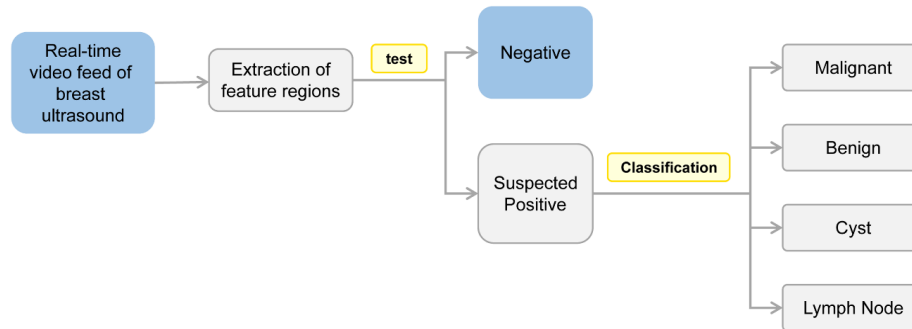 Real-time
video feed of
breast
ultrasound
Extraction of
feature regions
test
Negative
Suspected
Positive
Classification
Malignant
Benign
Cyst
Lymph Node